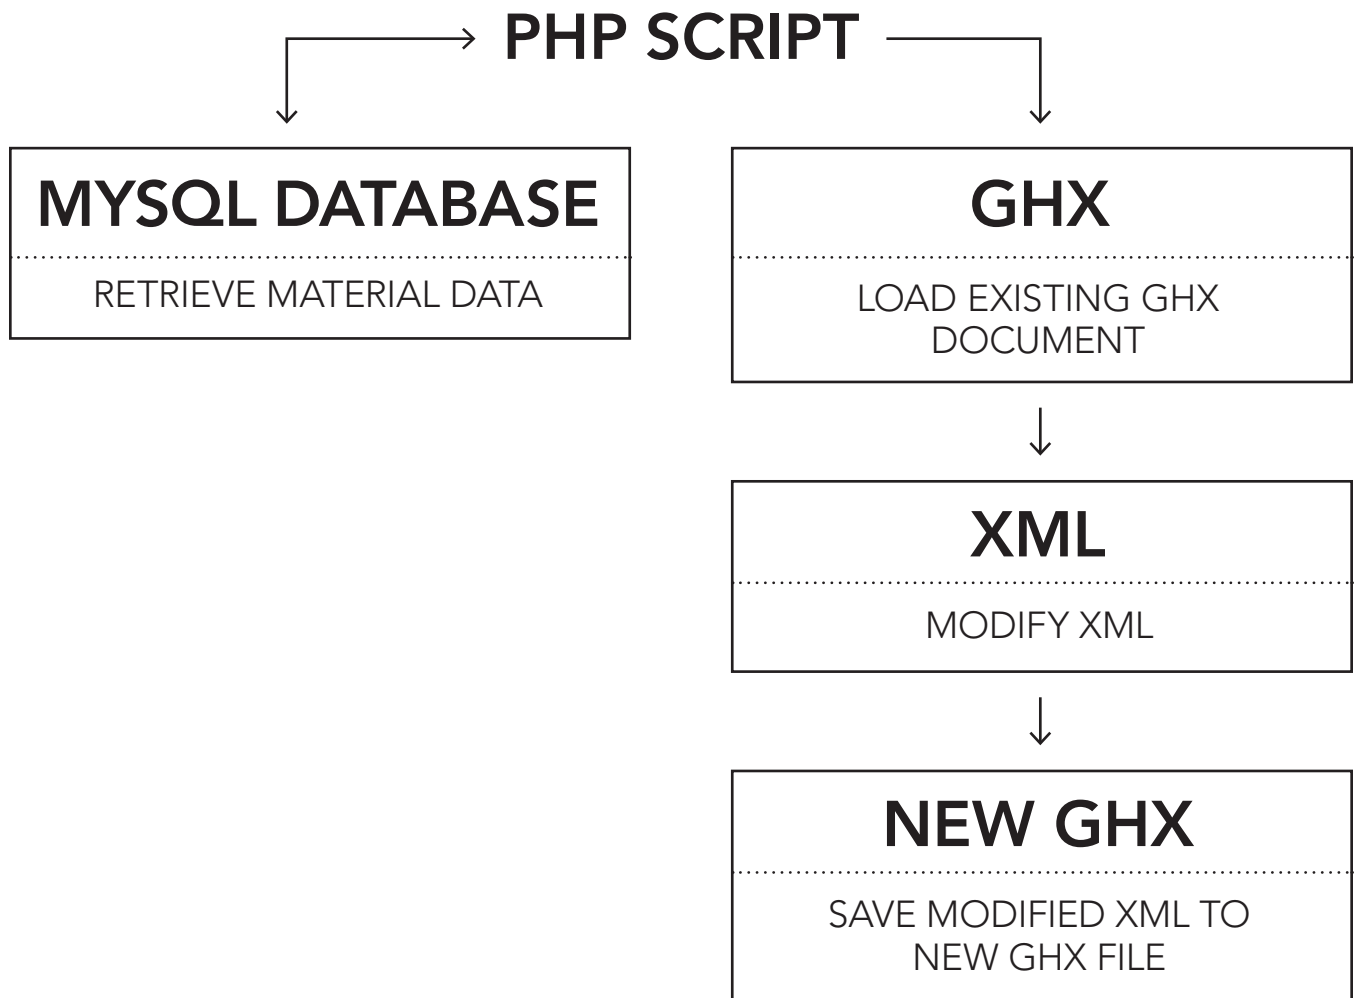 PHP SCRIPT
MYSQL DATABASE
RETRIEVE MATERIAL DATA
GHX
LOAD EXISTING GHX
DOCUMENT
XML
MODIFY XML
NEW GHX
SAVE MODIFIED XML TO
NEW GHX FILE